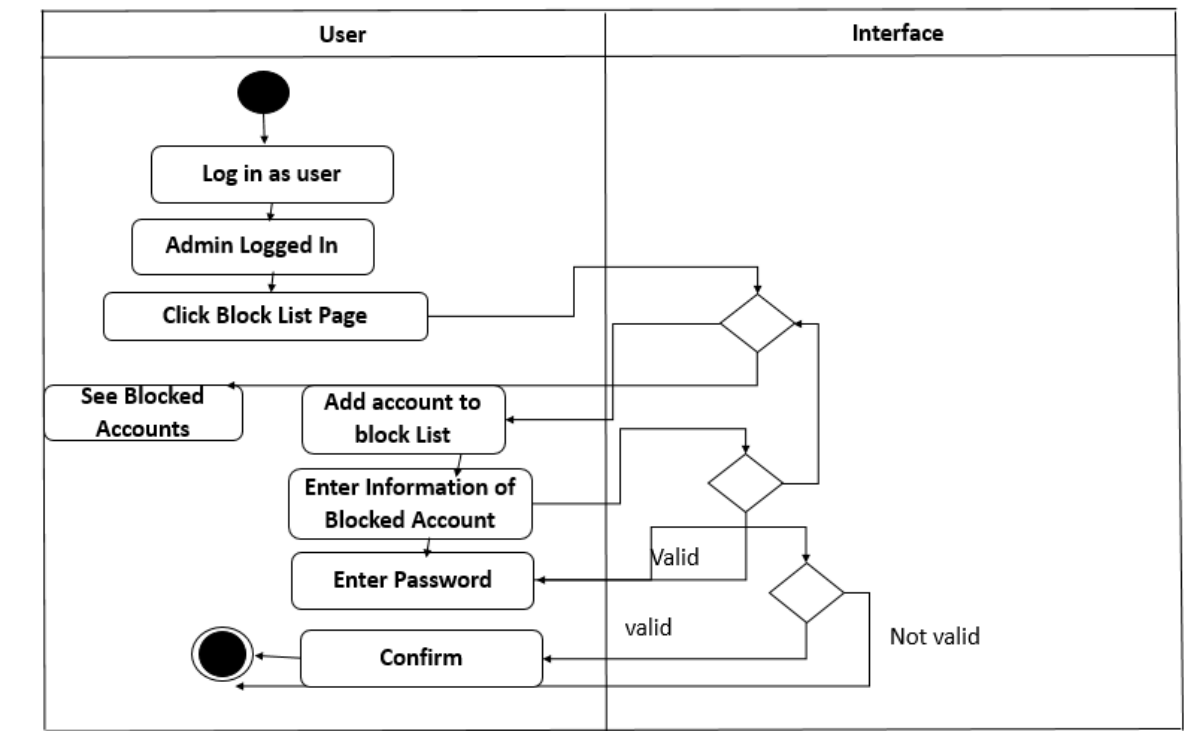 User
Interface
Log in as user
Admin Logged In
Click Block List Page
See Blocked
Accounts
Add account to
block List
Enter Information of
Blocked Account
Valid
Enter Password
valid
Not valid
Confirm